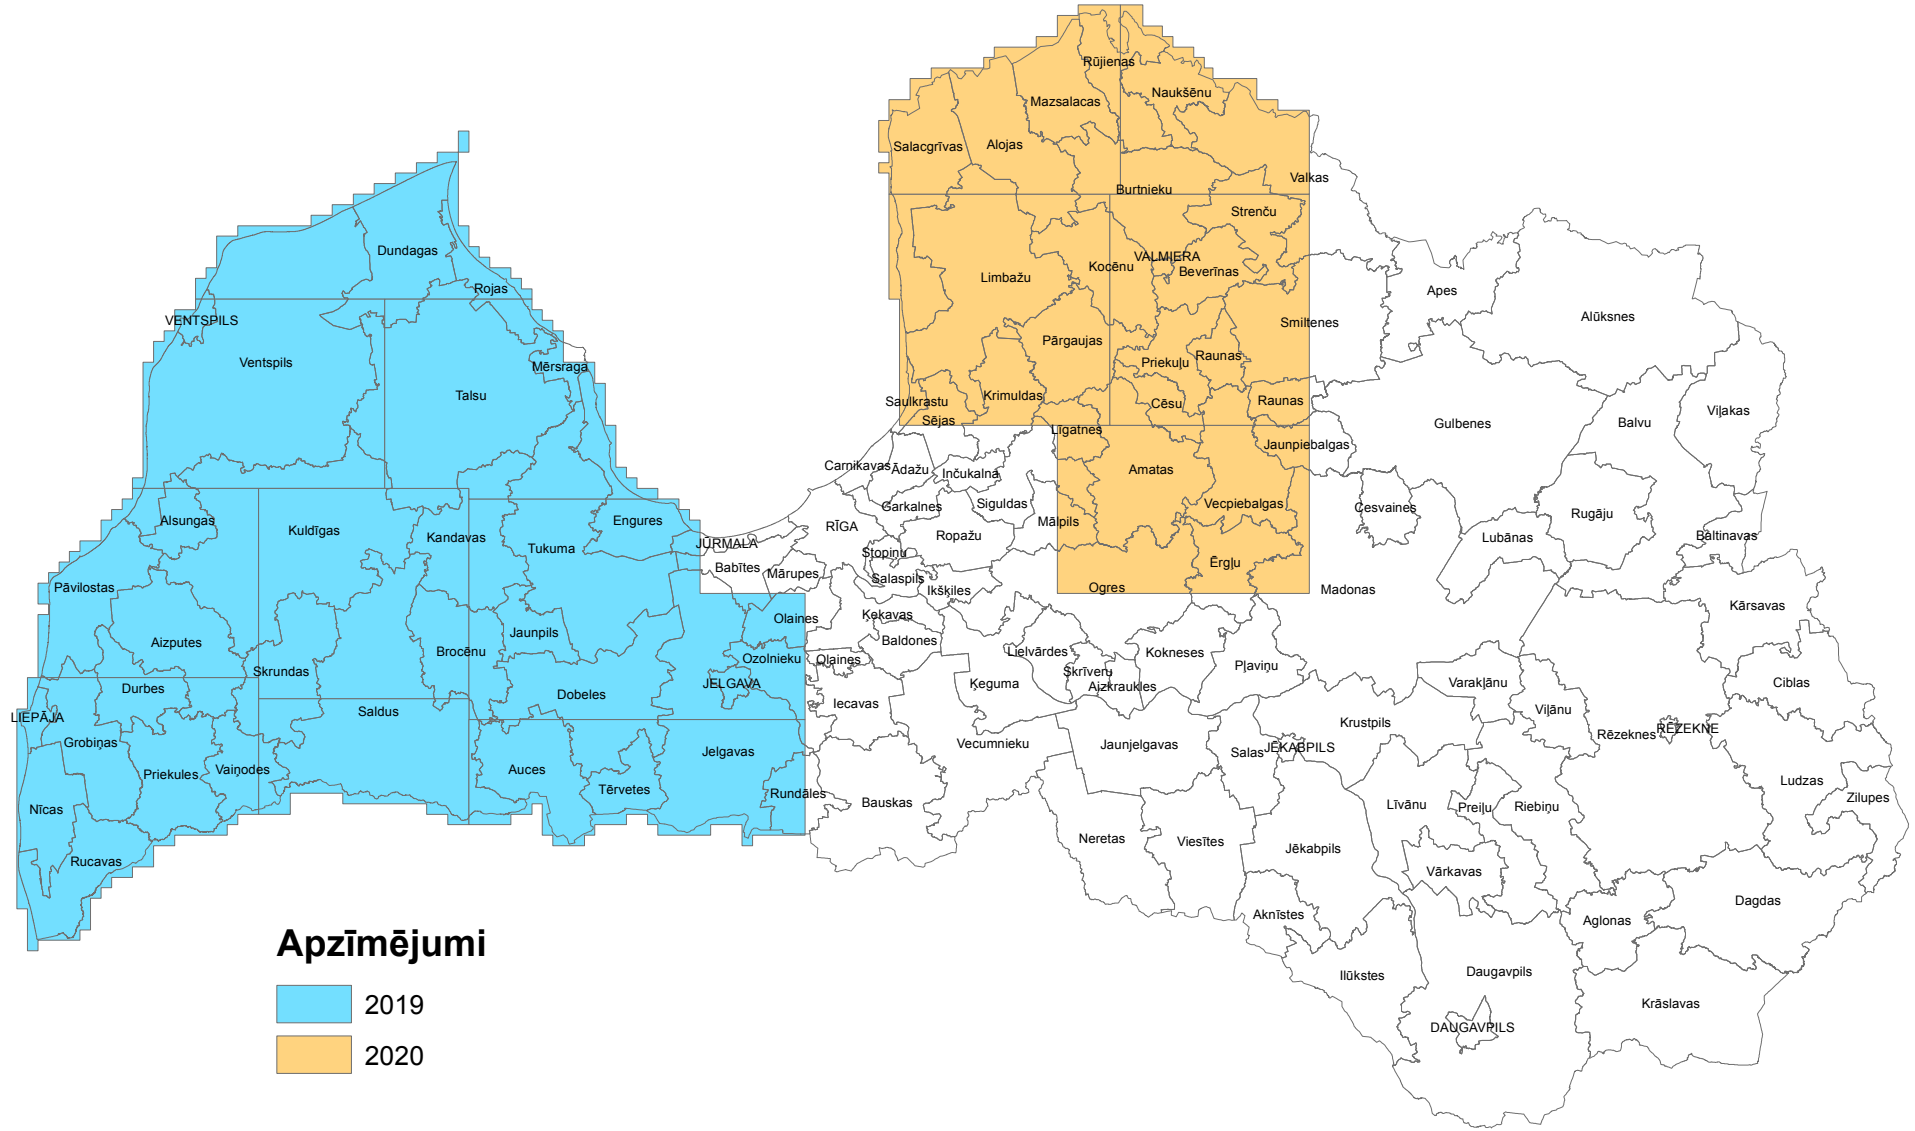 Rūjienas
Naukšēnu
Mazsalacas
Salacgrīvas
Alojas
Valkas
Burtnieku
Strenču
Dundagas
VALMIERA
Kocēnu
Beverīnas
Limbažu
Rojas
Apes
Alūksnes
VENTSPILS
Smiltenes
Pārgaujas
Ventspils
Priekuļu
Raunas
Mērsraga
Talsu
Krimuldas
Saulkrastu
Cēsu
Raunas
Viļakas
Sējas
Līgatnes
Gulbenes
Balvu
Jaunpiebalgas
Carnikavas
Ādažu
Inčukalna
Amatas
Siguldas
Vecpiebalgas
Garkalnes
Cesvaines
Rugāju
Alsungas
Engures
Mālpils
RĪGA
Kuldīgas
Kandavas
Ropažu
Lubānas
Baltinavas
Tukuma
JŪRMALA
Stopiņu
Babītes
Mārupes
Ērgļu
Salaspils
Pāvilostas
Ikšķiles
Ogres
Madonas
Kārsavas
Olaines
Ķekavas
Jaunpils
Aizputes
Baldones
Brocēnu
Lielvārdes
Kokneses
Ozolnieku
Olaines
Pļaviņu
Skrundas
Skrīveru
Durbes
JELGAVA
Ķeguma
Aizkraukles
Varakļānu
Ciblas
Dobeles
Iecavas
Saldus
Viļānu
LIEPĀJA
Krustpils
RĒZEKNE
Rēzeknes
Grobiņas
Vecumnieku
Jaunjelgavas
Salas
JĒKABPILS
Jelgavas
Priekules
Vaiņodes
Auces
Ludzas
Tērvetes
Rundāles
Bauskas
Līvānu
Preiļu
Riebiņu
Zilupes
Nīcas
Neretas
Viesītes
Jēkabpils
Rucavas
Vārkavas
Dagdas
Aknīstes
Aglonas
Apzīmējumi
Ilūkstes
Daugavpils
2019
Krāslavas
DAUGAVPILS
2020